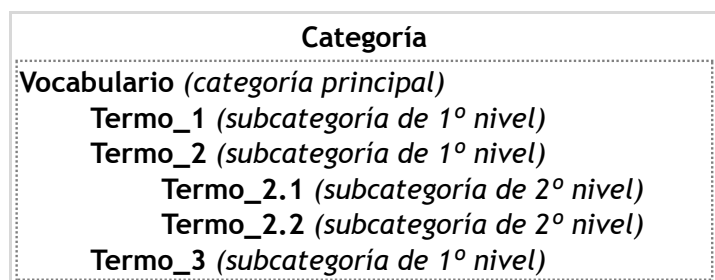 Categoría
Vocabulario (categoría principal)
Termo_1 (subcategoría de 1º nivel)
Termo_2 (subcategoría de 1º nivel)
Termo_2.1 (subcategoría de 2º nivel)
Termo_2.2 (subcategoría de 2º nivel)
Termo_3 (subcategoría de 1º nivel)